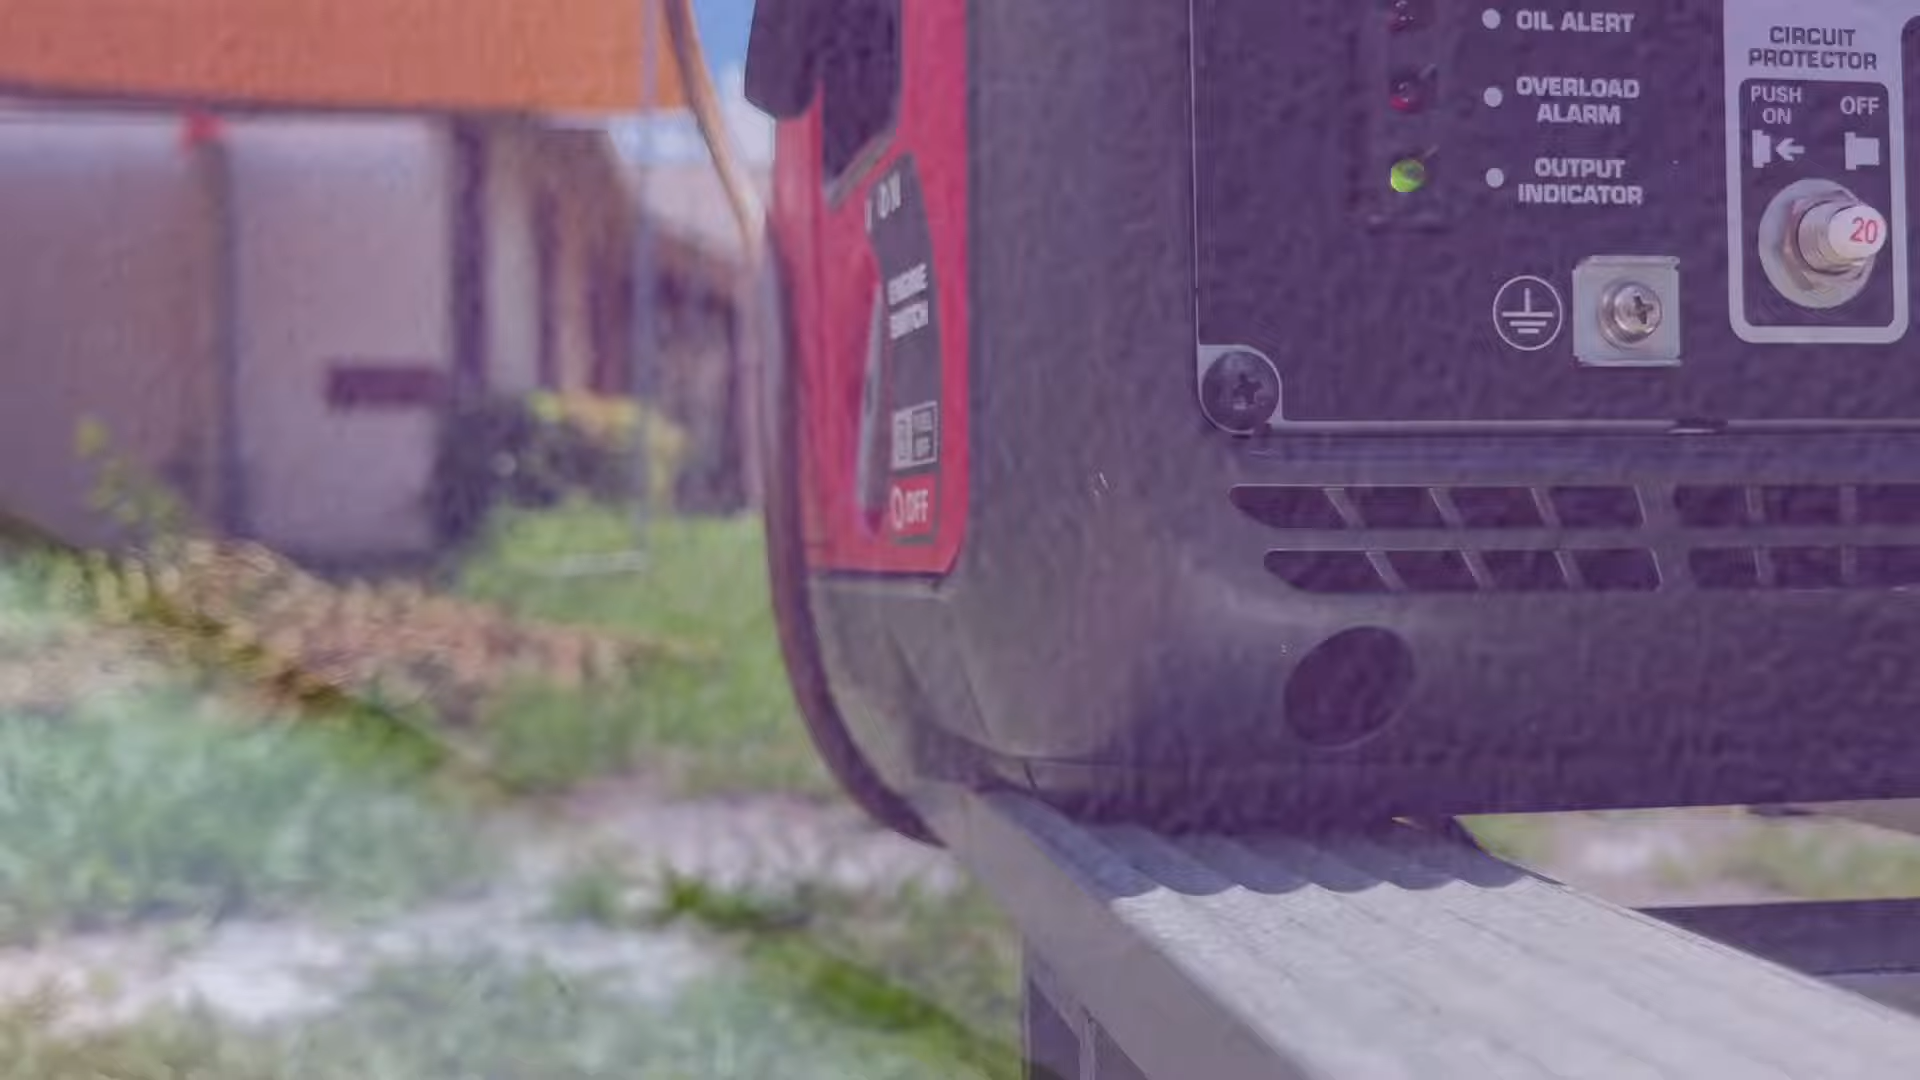 OIL ALERT
OVERLOAD
ALARM
OUTPUT
INDICATOR
CIRCUIT
PROTECTOR
PUSH
ON
OFF
20
ON
ENGINE
SWITCH
OFF